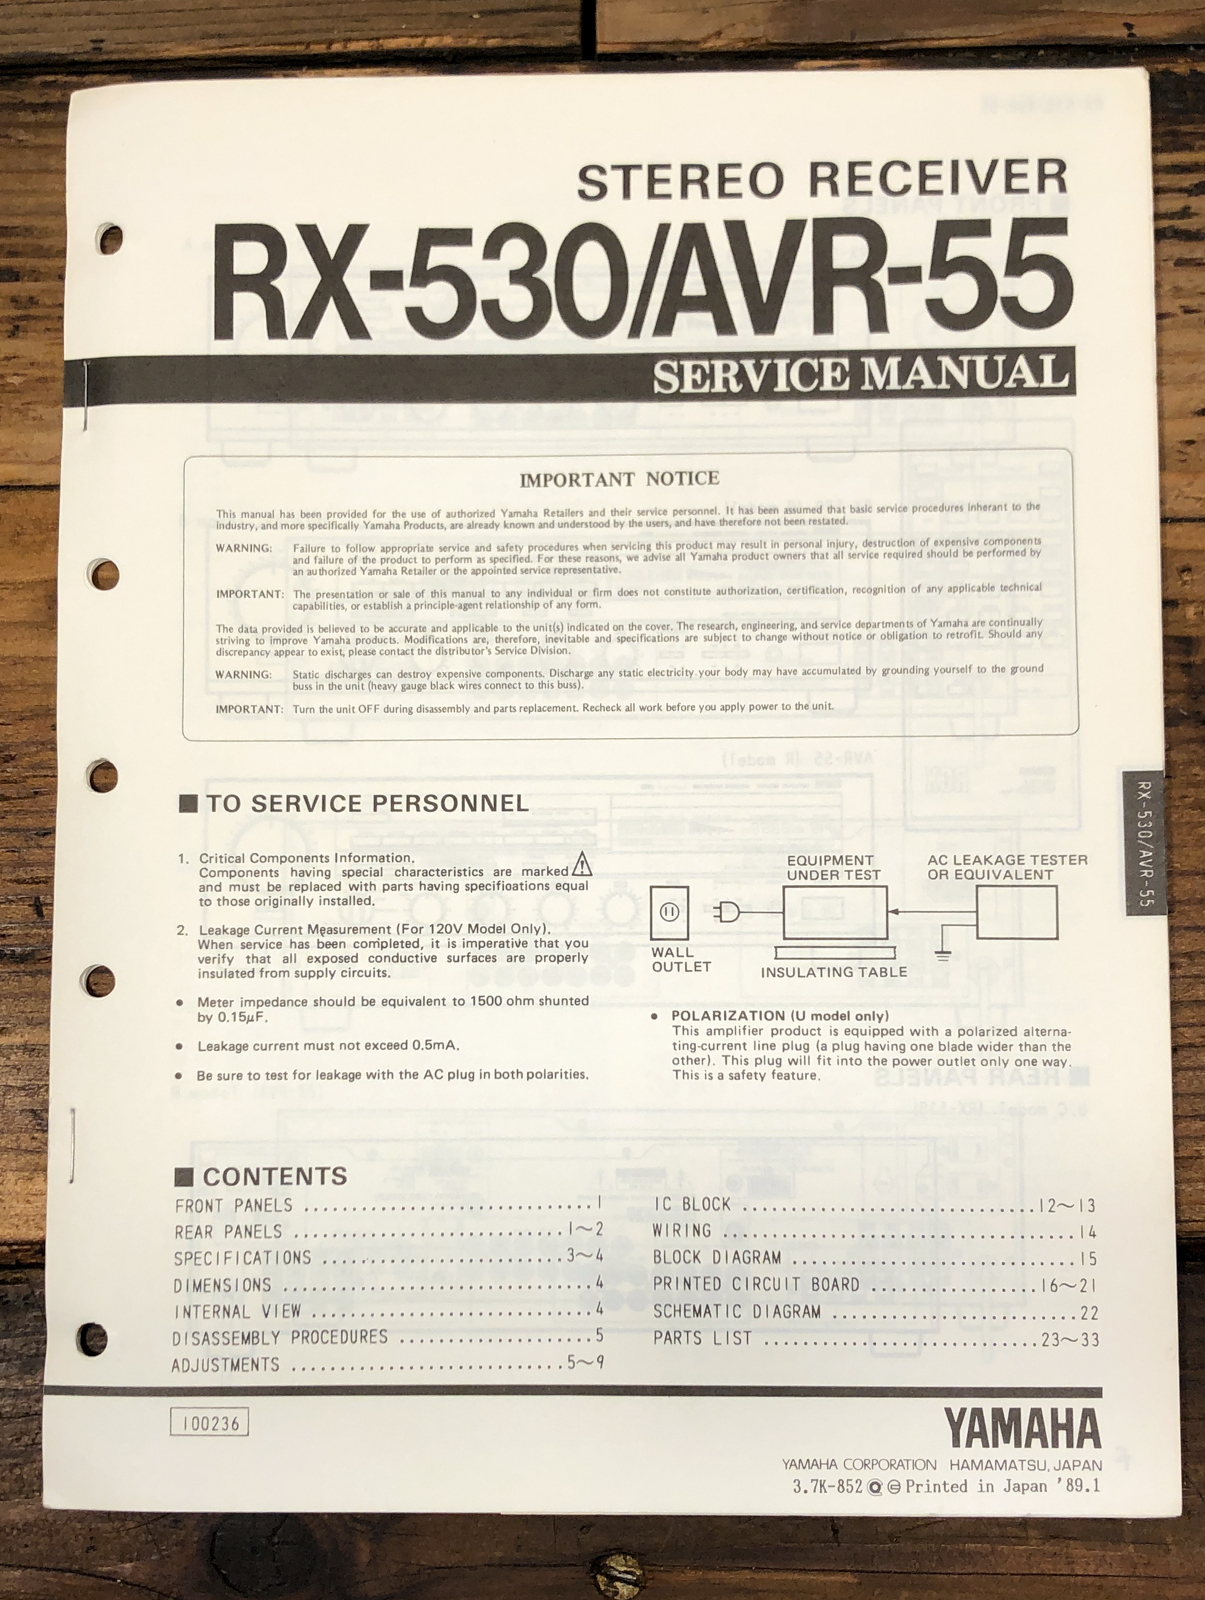 STEREO RECEIVER
RX-530/AVR-55
SERVICE MANUAL
IMPORTANT NOTICE
This manual has been provided for the use of authorized Yamaha Retailers and their service personnel. It has been assumed that basic service procedures inherant to the
industry, and more specifically Yamaha Products, are already known and understood by the users, and have therefore not been restated.
WARNING: Failure to follow appropriate service and safety procedures when servicing this product may result in personal injury, destruction of expensive components
and failure of the product to perform as specified. For these reasons, we advise all Yamaha product owners that all service required should be performed by
an authorized Yamaha Retailer or the appointed service representative.
IMPORTANT: The presentation or sale of this manual to any individual or firm does not constitute authorization, certification, recognition of any applicable technical
capabilities, or establish a principle-agent relationship of any form.
The data provided is believed to be accurate and applicable to the unit(s) indicated on the cover. The research, engineering, and service departments of Yamaha are continually
striving to improve Yamaha products. Modifications are, therefore, inevitable and specifications are subject to change without notice or obligation to retrofit. Should any
discrepancy appear to exist, please contact the distributor's Service Division.
WARNING: Static discharges can destroy expensive components. Discharge any static electricity your body may have accumulated by grounding yourself to the ground
buss in the unit (heavy gauge black wires connect to this buss).
IMPORTANT: Turn the unit OFF during disassembly and parts replacement. Recheck all work before you apply power to the unit.
■ TO SERVICE PERSONNEL
1. Critical Components Information.
Components having special characteristics are marked ⚠
and must be replaced with parts having specifioations equal
to those originally installed.
2. Leakage Current Measurement (For 120V Model Only).
When service has been completed, it is imperative that you
verify that all exposed conductive surfaces are properly
insulated from supply circuits.
● Meter impedance should be equivalent to 1500 ohm shunted
by 0.15μF.
● Leakage current must not exceed 0.5mA.
● Be sure to test for leakage with the AC plug in both polarities.
EQUIPMENT
UNDER TEST
AC LEAKAGE TESTER
OR EQUIVALENT
WALL
OUTLET
INSULATING TABLE
● POLARIZATION (U model only)
This amplifier product is equipped with a polarized alterna-
ting-current line plug (a plug having one blade wider than the
other). This plug will fit into the power outlet only one way.
This is a safety feature.
RX-530/AVR-55
■ CONTENTS
FRONT PANELS ............................. 1
REAR PANELS ........................... 1~2
SPECIFICATIONS ........................ 3~4
DIMENSIONS ............................... 4
INTERNAL VIEW ............................ 4
DISASSEMBLY PROCEDURES ................... 5
ADJUSTMENTS ........................... 5~9
IC BLOCK ............................. 12~13
WIRING .................................. 14
BLOCK DIAGRAM ........................... 15
PRINTED CIRCUIT BOARD ................ 16~21
SCHEMATIC DIAGRAM ....................... 22
PARTS LIST ........................... 23~33
100236
YAMAHA
YAMAHA CORPORATION HAMAMATSU, JAPAN
3.7K-852 Printed in Japan '89.1